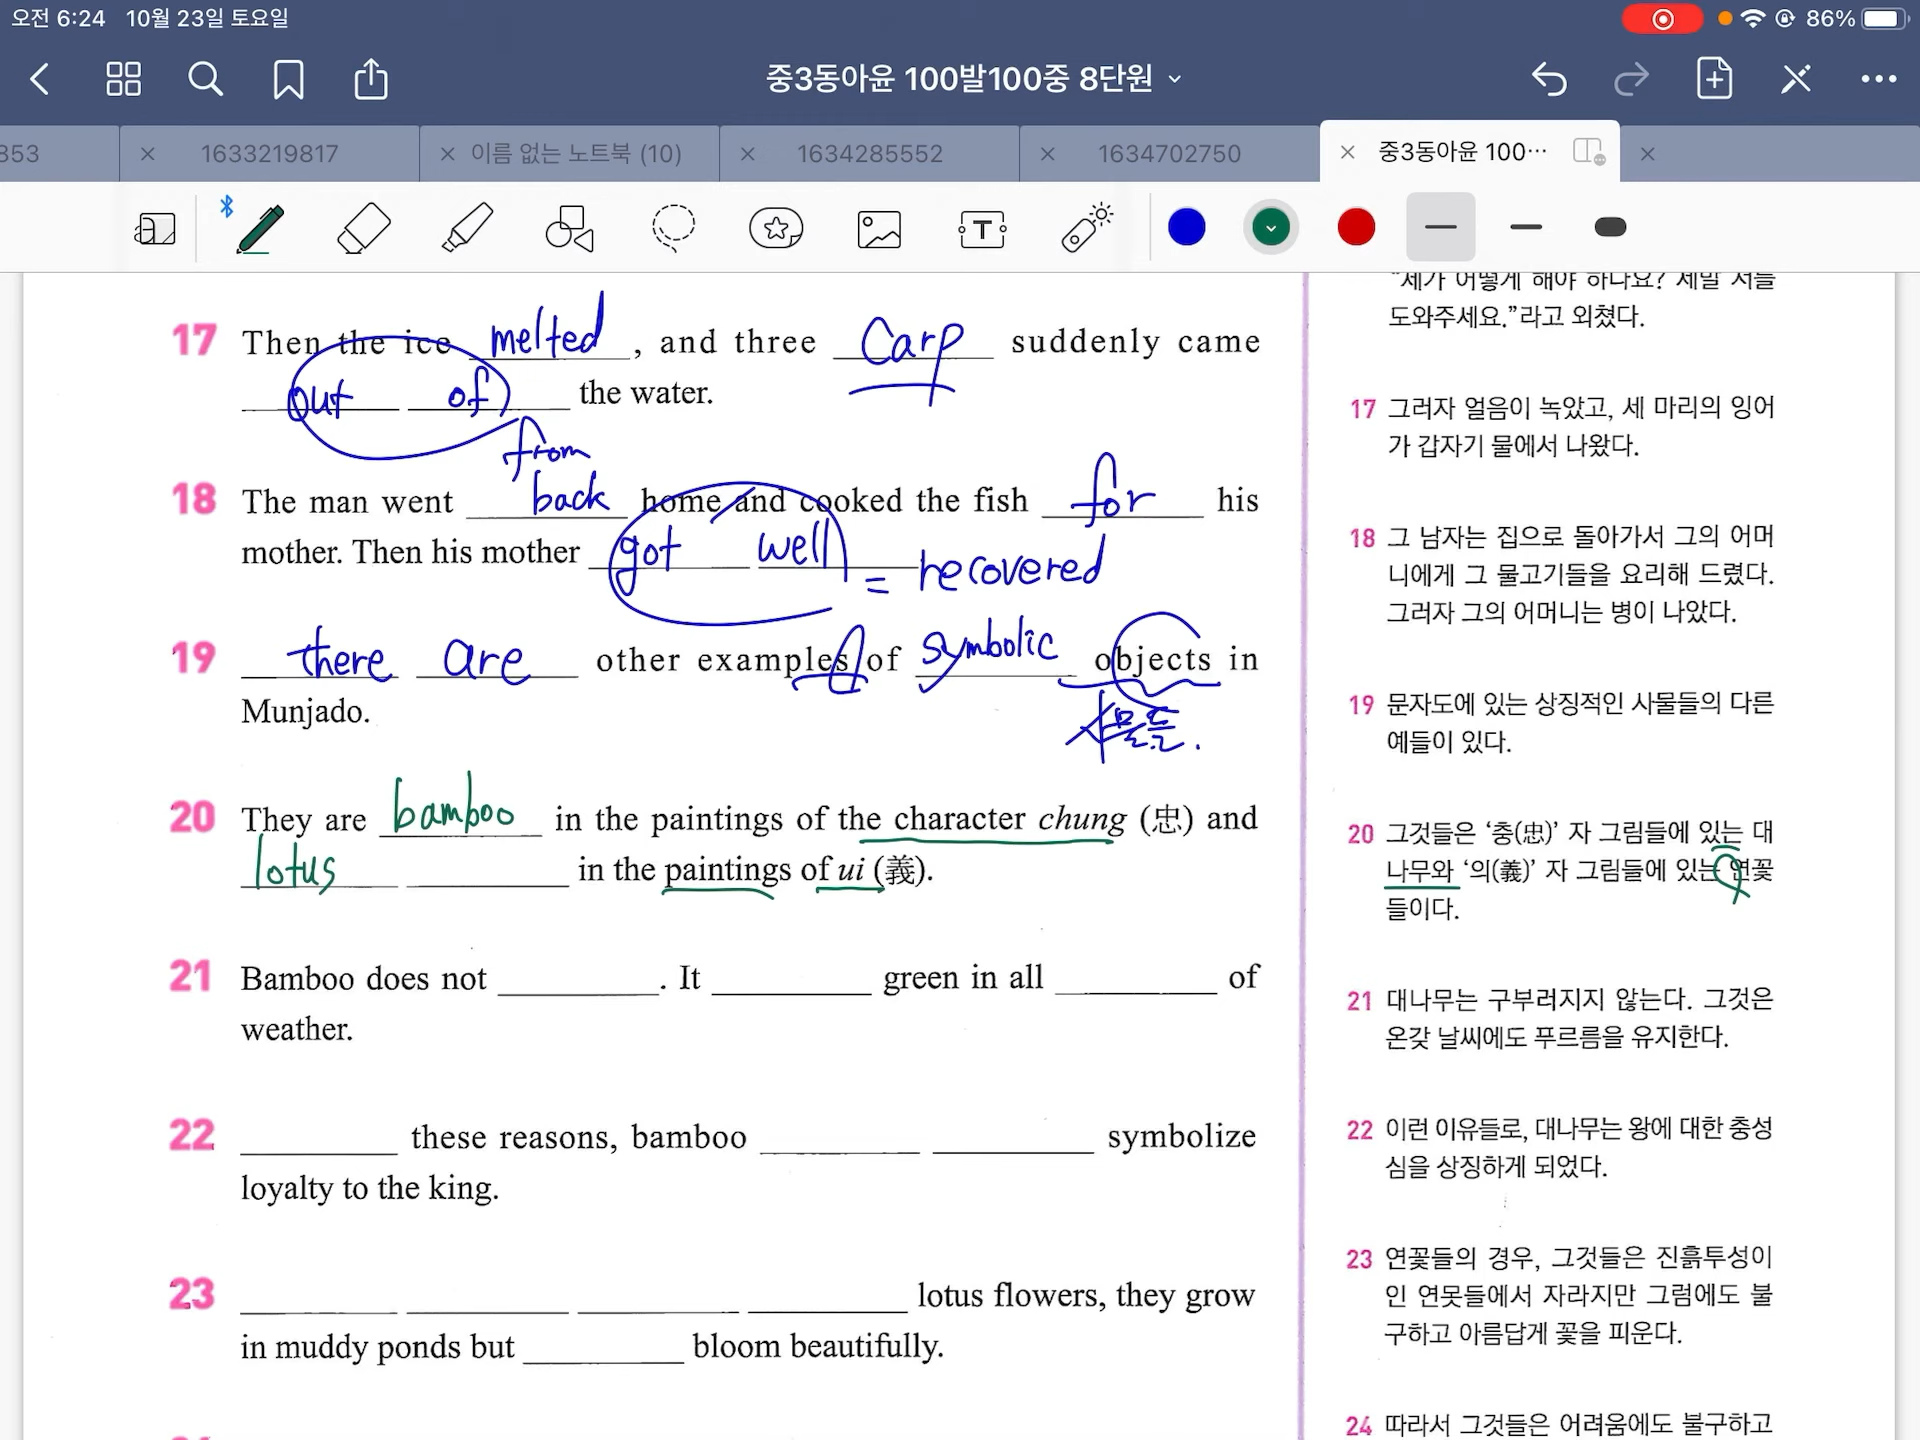 오전 6:24 10월 23일 토요일 86%
중3동아윤 100발100중 8단원
853 1633219817 이름 없는 노트북 (10) 1634285552 1634702750 중3동아윤 100…
17 Then the ice melted , and three Carp suddenly came
out of the water.
from
18 The man went back home and cooked the fish for his
mother. Then his mother got well = recovered
19 there are other examples of symbolic objects in
Munjado.
20 They are bamboo in the paintings of the character chung (忠) and
lotus in the paintings of ui (義).
21 Bamboo does not . It green in all of
weather.
22 these reasons, bamboo symbolize
loyalty to the king.
23 lotus flowers, they grow
in muddy ponds but bloom beautifully.
“제가 어떻게 해야 하나요? 제발 저를
도와주세요.”라고 외쳤다.
17 그러자 얼음이 녹았고, 세 마리의 잉어
가 갑자기 물에서 나왔다.
18 그 남자는 집으로 돌아가서 그의 어머
니에게 그 물고기들을 요리해 드렸다.
그러자 그의 어머니는 병이 나았다.
19 문자도에 있는 상징적인 사물들의 다른
예들이 있다.
20 그것들은 ‘충(忠)’ 자 그림들에 있는 대
나무와 ‘의(義)’ 자 그림들에 있는 연꽃
들이다.
21 대나무는 구부러지지 않는다. 그것은
온갖 날씨에도 푸르름을 유지한다.
22 이런 이유들로, 대나무는 왕에 대한 충성
심을 상징하게 되었다.
23 연꽃들의 경우, 그것들은 진흙투성이
인 연못들에서 자라지만 그럼에도 불
구하고 아름답게 꽃을 피운다.
24 따라서 그것들은 어려움에도 불구하고